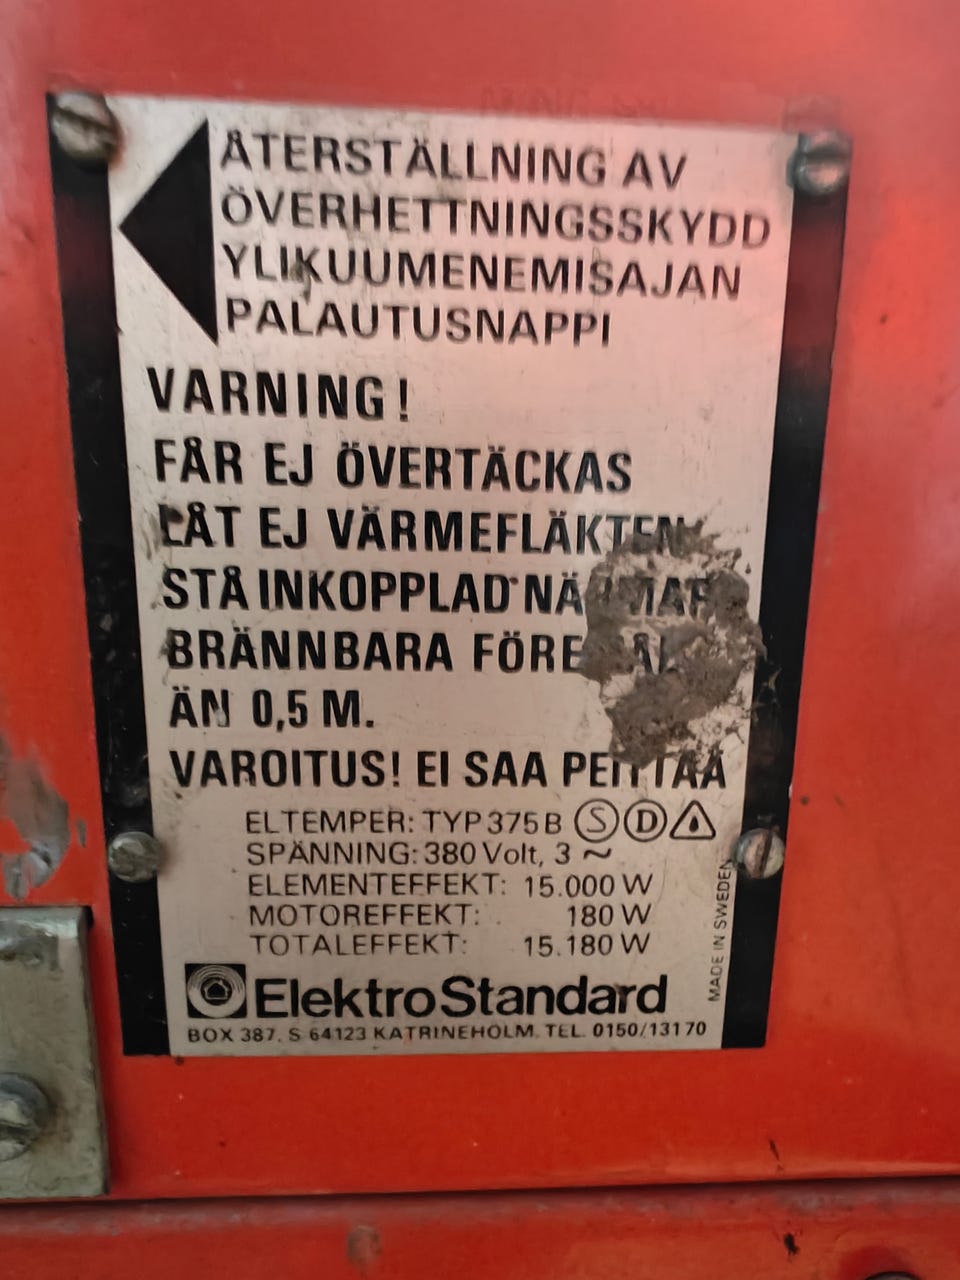 ÅTERSTÄLLNING AV
ÖVERHETTNINGSSKYDD
YLIKUUMENEMISAJAN
PALAUTUSNAPPI
VARNING!
FÅR EJ ÖVERTÄCKAS
LÅT EJ VÄRMEFLÄKTEN
STÅ INKOPPLAD NÄRMAR
BRÄNNBARA
ÄN 0,5 M.
VAROITUS! EI SAA PEITTÄÄ
ELTEMPER: TYP 375 B S D
SPÄNNING: 380 Volt, 3 ~
ELEMENTEFFEKT: 15.000 W
MOTOREFFEKT: 180 W
TOTALEFFEKT: 15.180 W
MADE IN SWEDEN
ElektroStandard
BOX 387. S 64123 KATRINEHOLM. TEL. 0150/13170